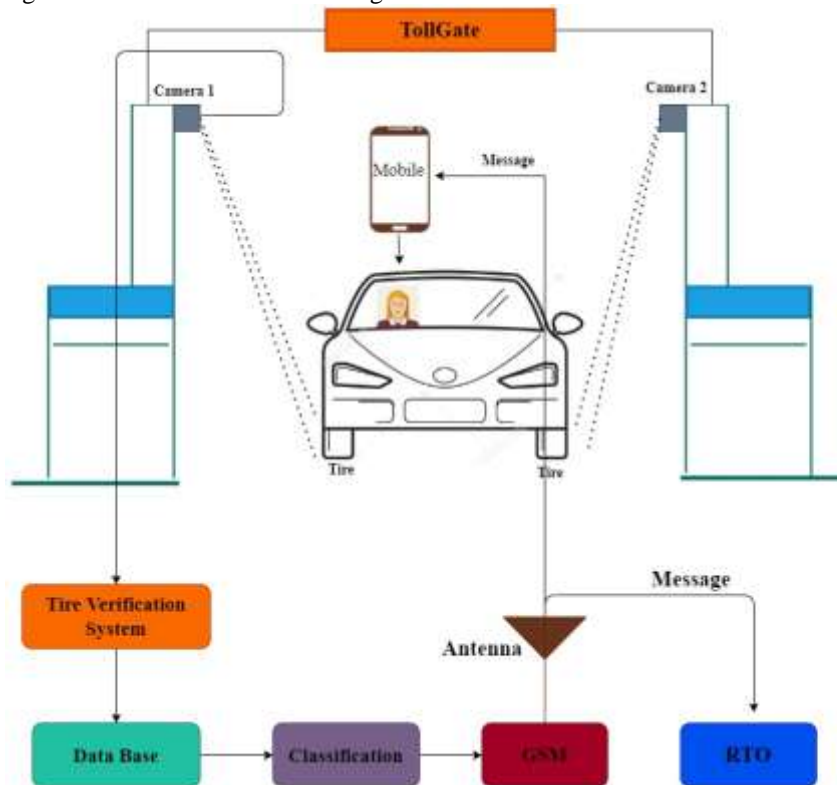 TollGate
Camera 1
Camera 2
Message
Mobile
Tire
Tire
Tire Verification
System
Message
Antenna
Data Base
Classification
GSM
RTO